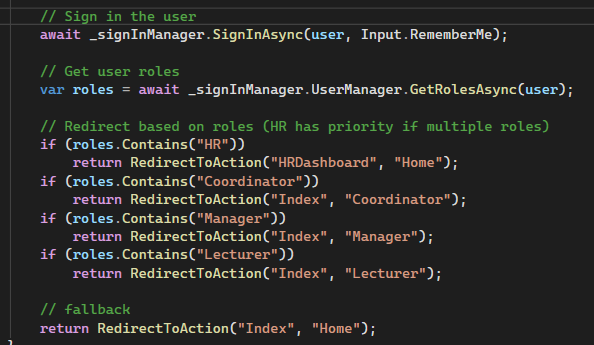 // Sign in the user
await _signInManager.SignInAsync(user, Input.RememberMe);
// Get user roles
var roles = await _signInManager.UserManager.GetRolesAsync(user);
// Redirect based on roles (HR has priority if multiple roles)
if (roles.Contains("HR"))
return RedirectToAction("HRDashboard", "Home");
if (roles.Contains("Coordinator"))
return RedirectToAction("Index", "Coordinator");
if (roles.Contains("Manager"))
return RedirectToAction("Index", "Manager");
if (roles.Contains("Lecturer"))
return RedirectToAction("Index", "Lecturer");
// fallback
return RedirectToAction("Index", "Home");